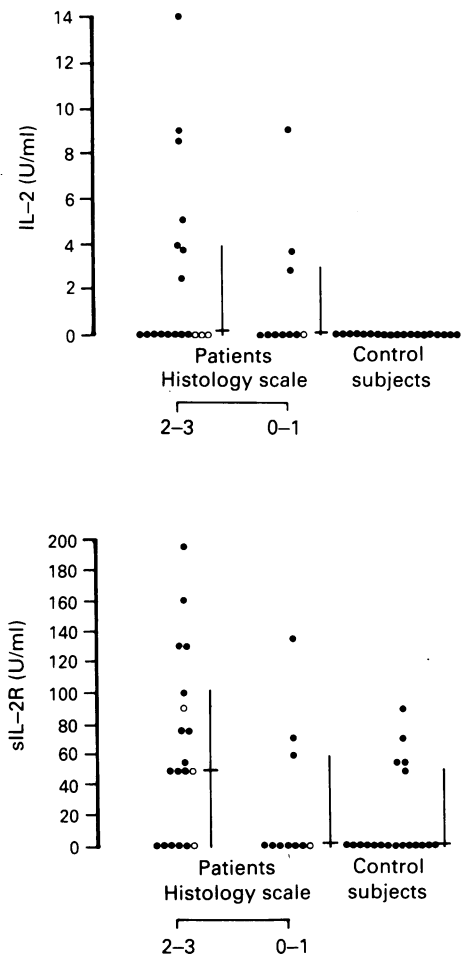 IL–2 (U/ml)
14
12
10
8
6
4
2
0
Patients
Histology scale
2–3
0–1
Control
subjects
sIL–2R (U/ml)
200
180
160
140
120
100
80
60
40
20
0
Patients
Histology scale
2–3
0–1
Control
subjects